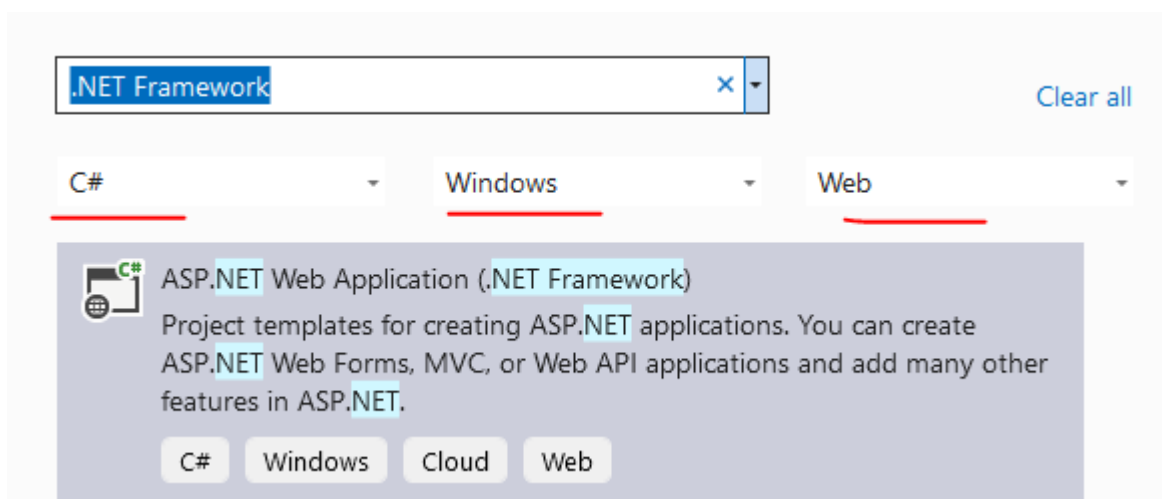 .NET Framework
Clear all
C# Windows Web
C#
ASP.NET Web Application (.NET Framework)
Project templates for creating ASP.NET applications. You can create
ASP.NET Web Forms, MVC, or Web API applications and add many other
features in ASP.NET.
C# Windows Cloud Web